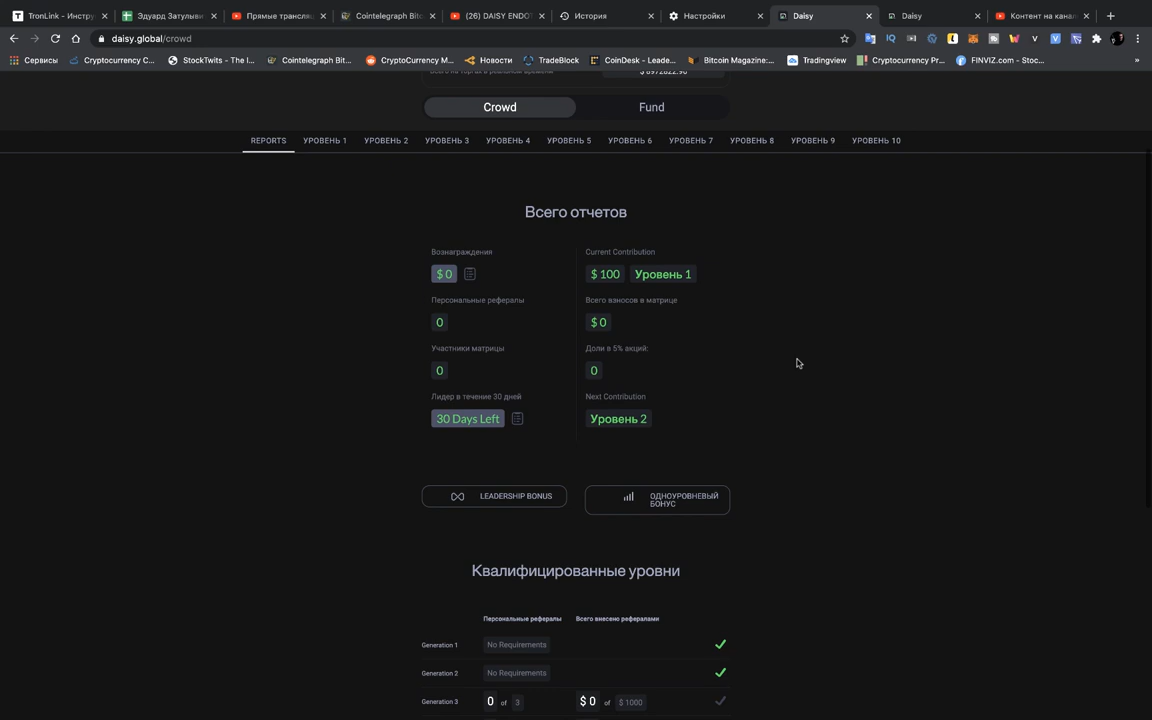 TronLink - Инстру
Эдуард Затуливи
Прямые трансляц
Cointelegraph Bitc
(26) DAISY ENDOT
История
Настройки
Daisy
Daisy
Контент на канале
daisy.global/crowd
Сервисы
Cryptocurrency C...
StockTwits - The l...
Cointelegraph Bit...
CryptoCurrency M...
Новости
TradeBlock
CoinDesk - Leade...
Bitcoin Magazine:...
Tradingview
Cryptocurrency Pr...
FINVIZ.com - Stoc...
»
Crowd
Fund
REPORTS
УРОВЕНЬ 1
УРОВЕНЬ 2
УРОВЕНЬ 3
УРОВЕНЬ 4
УРОВЕНЬ 5
УРОВЕНЬ 6
УРОВЕНЬ 7
УРОВЕНЬ 8
УРОВЕНЬ 9
УРОВЕНЬ 10
Всего отчетов
Вознаграждения
$ 0
Персональные рефералы
0
Участники матрицы
0
Лидер в течение 30 дней
30 Days Left
Current Contribution
$ 100 Уровень 1
Всего взносов в матрице
$ 0
Доли в 5% акций:
0
Next Contribution
Уровень 2
LEADERSHIP BONUS
ОДНОУРОВНЕВЫЙ
БОНУС
Квалифицированные уровни
Персональные рефералы
Всего внесено рефералами
Generation 1 No Requirements
Generation 2 No Requirements
Generation 3 0 of 3 $ 0 of $ 1000